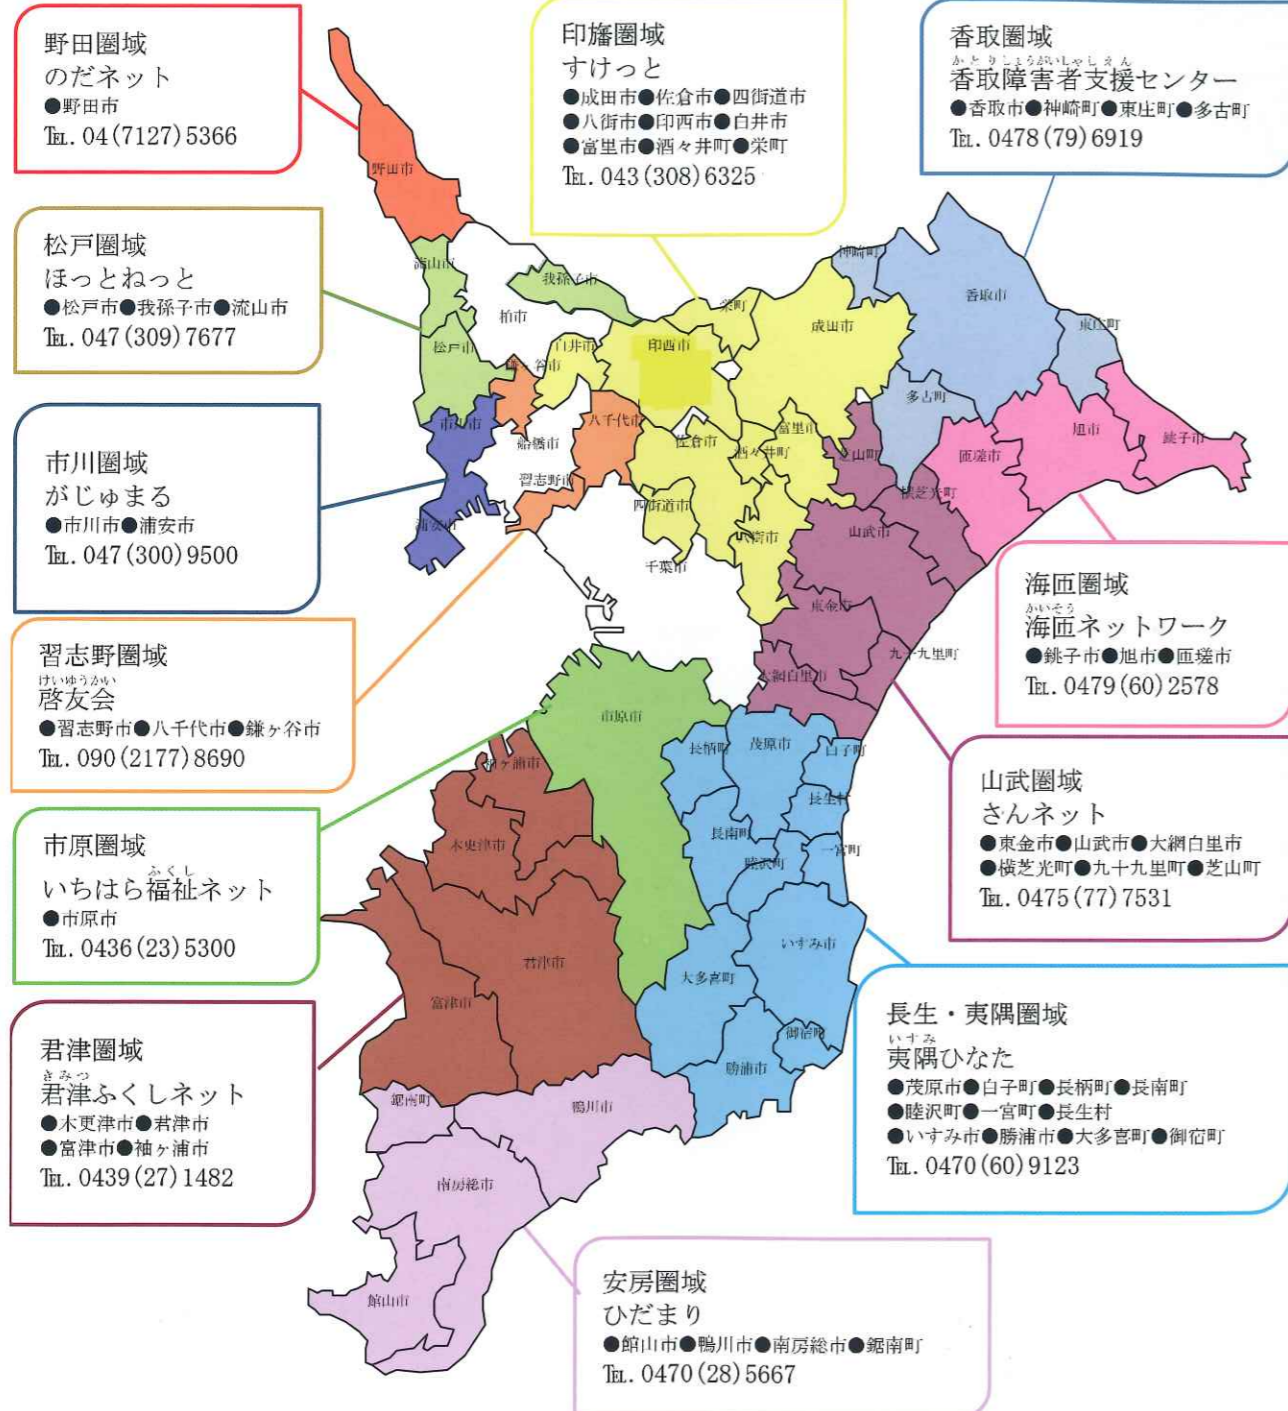 野田圏域
のだネット
●野田市
℡. 04(7127)5366
印旛圏域
すけっと
●成田市●佐倉市●四街道市
●八街市●印西市●白井市
●富里市●酒々井町●栄町
℡. 043(308)6325
香取圏域
かとりしょうがいしゃしえん
香取障害者支援センター
●香取市●神崎町●東庄町●多古町
℡. 0478(79)6919
松戸圏域
ほっとねっと
●松戸市●我孫子市●流山市
℡. 047(309)7677
市川圏域
がじゅまる
●市川市●浦安市
℡. 047(300)9500
習志野圏域
けいゆうかい
啓友会
●習志野市●八千代市●鎌ヶ谷市
℡. 090(2177)8690
市原圏域
ふくし
いちはら福祉ネット
●市原市
℡. 0436(23)5300
君津圏域
きみつ
君津ふくしネット
●木更津市●君津市
●富津市●袖ヶ浦市
℡. 0439(27)1482
海匝圏域
かいそう
海匝ネットワーク
●銚子市●旭市●匝瑳市
℡. 0479(60)2578
山武圏域
さんネット
●東金市●山武市●大網白里市
●横芝光町●九十九里町●芝山町
℡. 0475(77)7531
長生・夷隅圏域
いすみ
夷隅ひなた
●茂原市●白子町●長柄町●長南町
●睦沢町●一宮町●長生村
●いすみ市●勝浦市●大多喜町●御宿町
℡. 0470(60)9123
安房圏域
ひだまり
●館山市●鴨川市●南房総市●鋸南町
℡. 0470(28)5667
野田市
流山市
我孫子市
柏市
松戸市
鎌ヶ谷市
白井市
印西市
栄町
成田市
神崎町
香取市
東庄町
多古町
市川市
船橋市
八千代市
佐倉市
酒々井町
富里市
芝山町
匝瑳市
旭市
銚子市
横芝光町
習志野市
浦安市
四街道市
八街市
山武市
千葉市
東金市
九十九里町
大網白里市
市原市
長柄町
茂原市
白子町
袖ヶ浦市
長生村
木更津市
長南町
睦沢町
一宮町
君津市
いすみ市
富津市
大多喜町
御宿町
勝浦市
鋸南町
鴨川市
南房総市
館山市